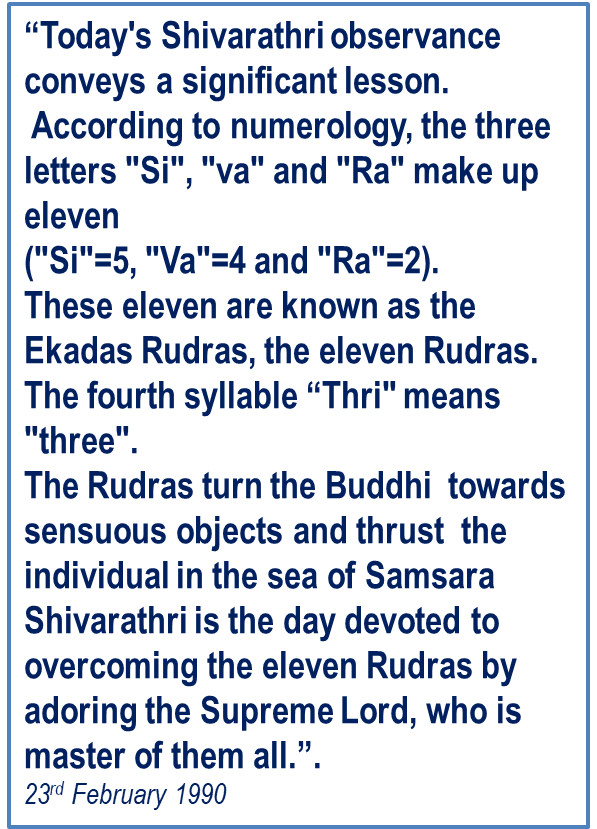 “Today's Shivarathri observance
conveys a significant lesson.
According to numerology, the three
letters "Si", "va" and "Ra" make up
eleven
("Si"=5, "Va"=4 and "Ra"=2).
These eleven are known as the
Ekadas Rudras, the eleven Rudras.
The fourth syllable “Thri" means
"three".
The Rudras turn the Buddhi towards
sensuous objects and thrust the
individual in the sea of Samsara
Shivarathri is the day devoted to
overcoming the eleven Rudras by
adoring the Supreme Lord, who is
master of them all.”.
23rd February 1990